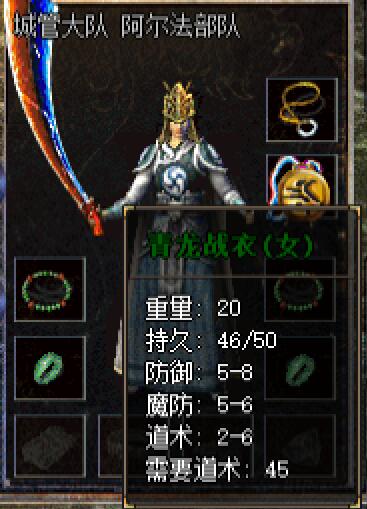 城管大队 阿尔法部队
青龙战衣(女)
重量: 20
持久: 46/50
防御: 5-8
魔防: 5-6
道术: 2-6
需要道术: 45